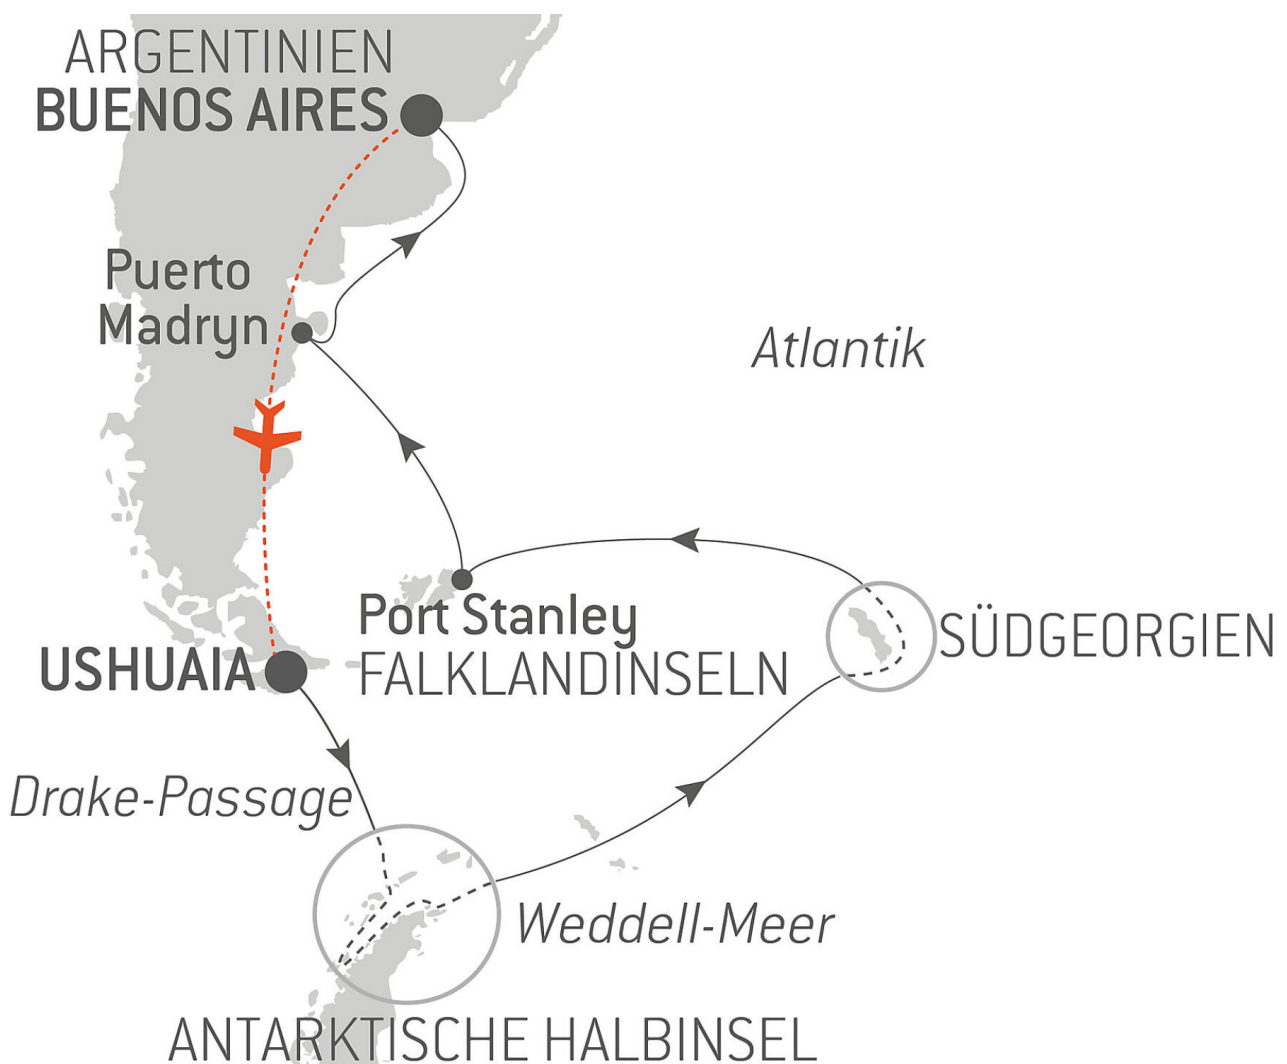 ARGENTINIEN
BUENOS AIRES
Puerto
Madryn
Atlantik
Port Stanley
FALKLANDINSELN
SÜDGEORGIEN
USHUAIA
Drake-Passage
Weddell-Meer
ANTARKTISCHE HALBINSEL